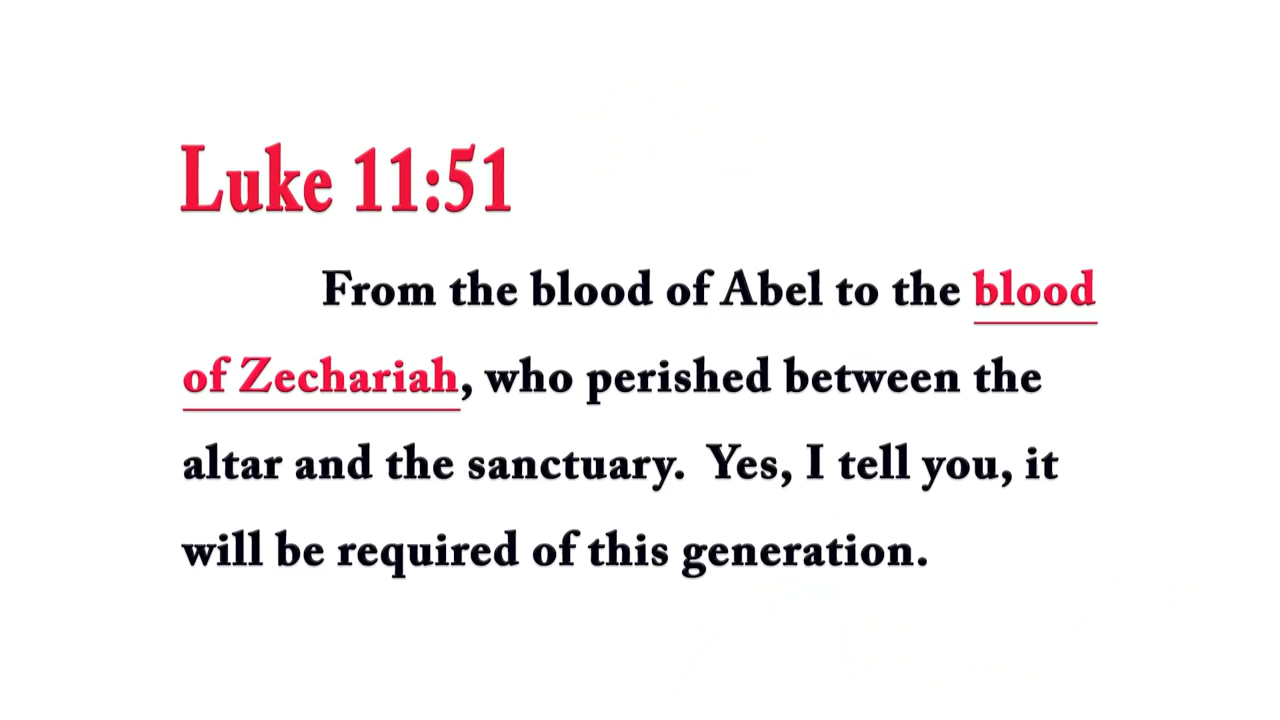 Luke 11:51
From the blood of Abel to the blood
of Zechariah, who perished between the
altar and the sanctuary.  Yes, I tell you, it
will be required of this generation.